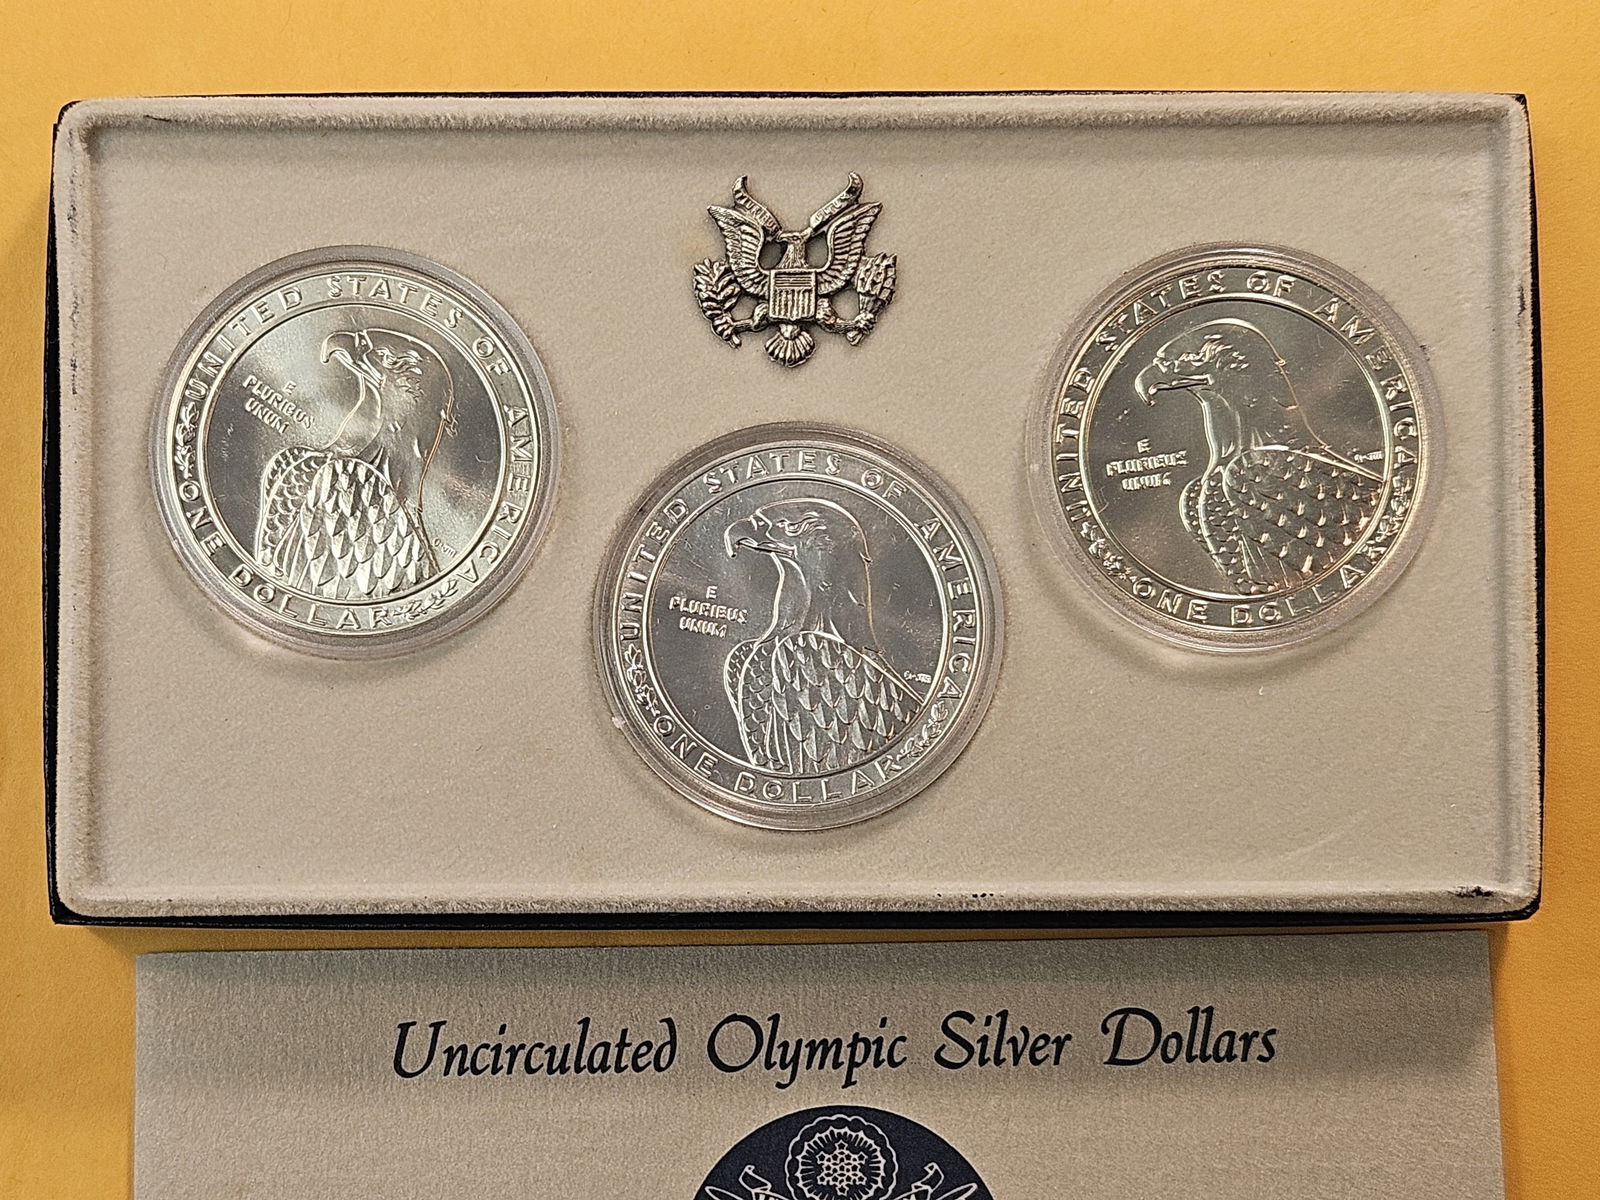 UNITED STATES OF AMERICA
E
PLURIBUS
UNUM
ONE DOLLAR
UNITED STATES OF AMERICA
E
PLURIBUS
UNUM
ONE DOLLAR
UNITED STATES OF AMERICA
E
PLURIBUS
UNUM
ONE DOLLAR
Uncirculated Olympic Silver Dollars